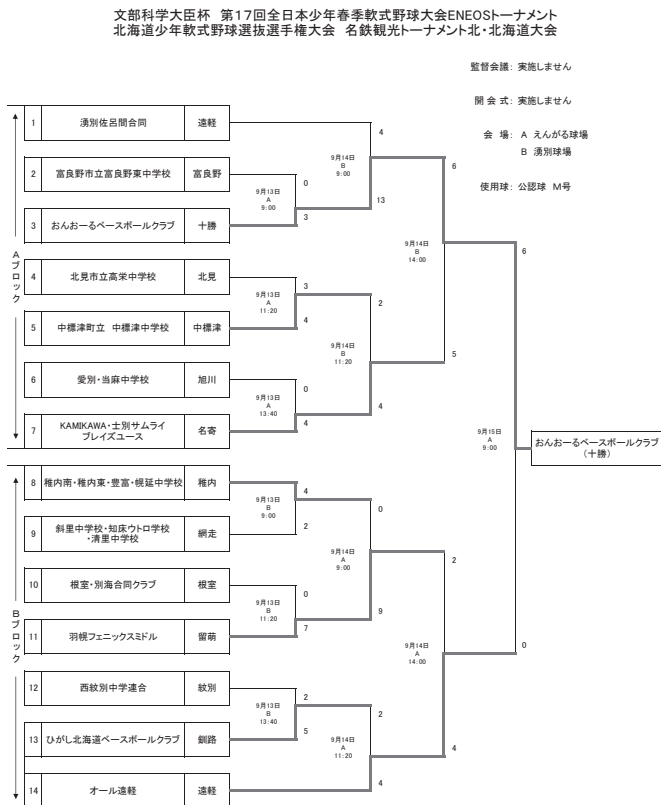 文部科学大臣杯 第17回全日本少年春季軟式野球大会ENEOSトーナメント
北海道少年軟式野球選抜選手権大会 名鉄観光トーナメント北・北海道大会
監督会議: 実施しません
開 会 式: 実施しません
会 場: A えんがる球場
B 湧別球場
使用球: 公認球 M号
Aブロック
1 湧別佐呂間合同 遠軽
2 富良野市立富良野東中学校 富良野
3 おんおーるベースボールクラブ 十勝
4 北見市立高栄中学校 北見
5 中標津町立 中標津中学校 中標津
6 愛別・当麻中学校 旭川
7 KAMIKAWA・士別サムライ
ブレイズユース 名寄
Bブロック
8 稚内南・稚内東・豊富・幌延中学校 稚内
9 斜里中学校・知床ウトロ学校
・清里中学校 網走
10 根室・別海合同クラブ 根室
11 羽幌フェニックスミドル 留萌
12 西紋別中学連合 紋別
13 ひがし北海道ベースボールクラブ 釧路
14 オール遠軽 遠軽
9月13日
A
9:00
0
3
9月13日
A
11:20
3
4
9月13日
A
13:40
0
4
9月13日
B
9:00
4
2
9月13日
B
11:20
0
7
9月13日
B
13:40
2
5
9月14日
B
9:00
4
13
9月14日
B
11:20
2
4
9月14日
A
9:00
0
9
9月14日
A
11:20
2
4
9月14日
B
14:00
6
5
9月14日
A
14:00
2
4
9月15日
A
9:00
6
0
おんおーるベースボールクラブ
(十勝)